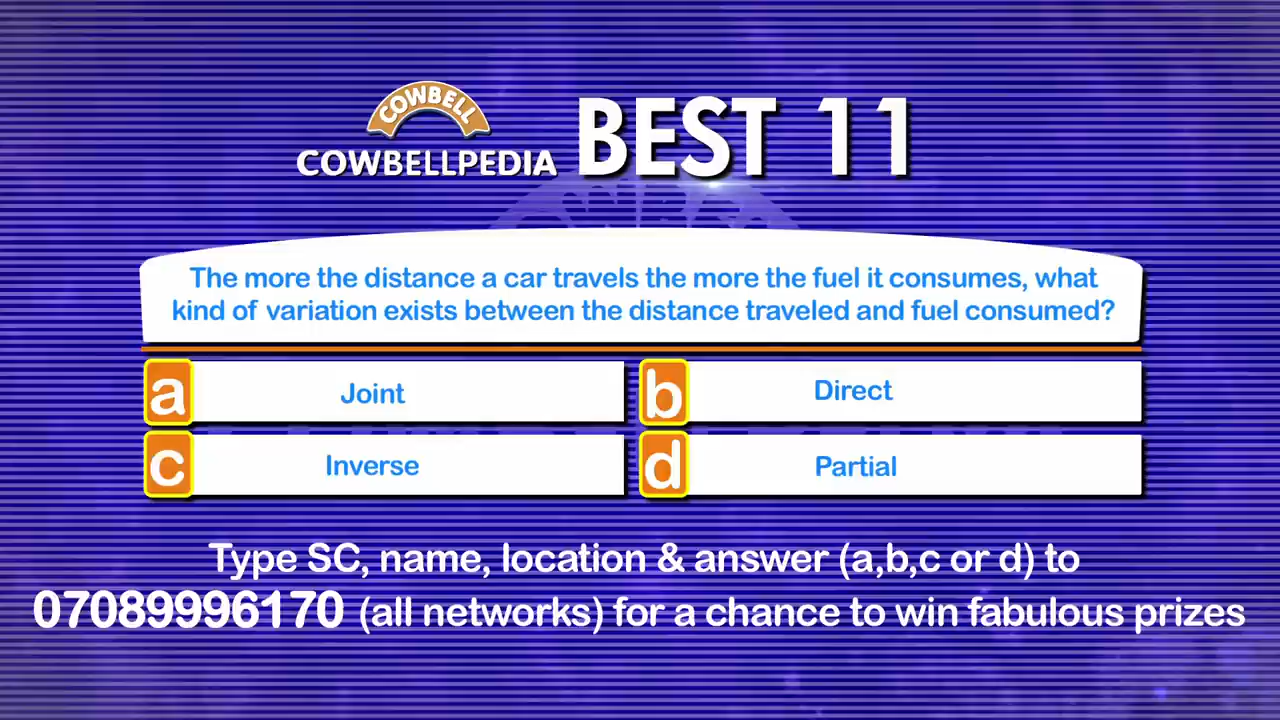 COWBELL
COWBELLPEDIA BEST 11
The more the distance a car travels the more the fuel it consumes, what
kind of variation exists between the distance traveled and fuel consumed?
a Joint
b Direct
c Inverse
d Partial
Type SC, name, location & answer (a,b,c or d) to
07089996170 (all networks) for a chance to win fabulous prizes